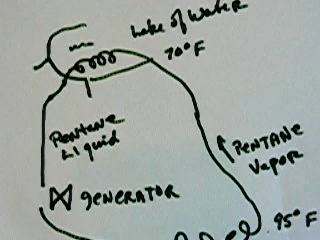 Lake of Water
70°F
Pentane
Liquid
PENTANE
Vapor
GENERATOR
95°F